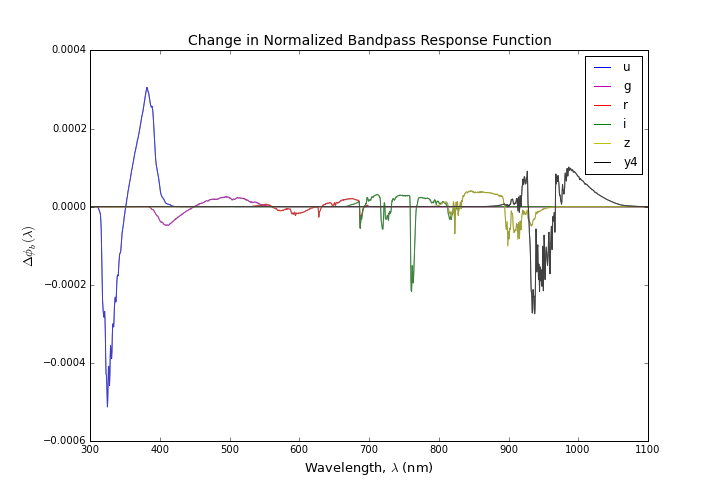 Change in Normalized Bandpass Response Function
0.0004
0.0002
0.0000
−0.0002
−0.0004
−0.0006
Δϕ_b(λ)
u
g
r
i
z
y4
300 400 500 600 700 800 900 1000 1100
Wavelength, λ (nm)